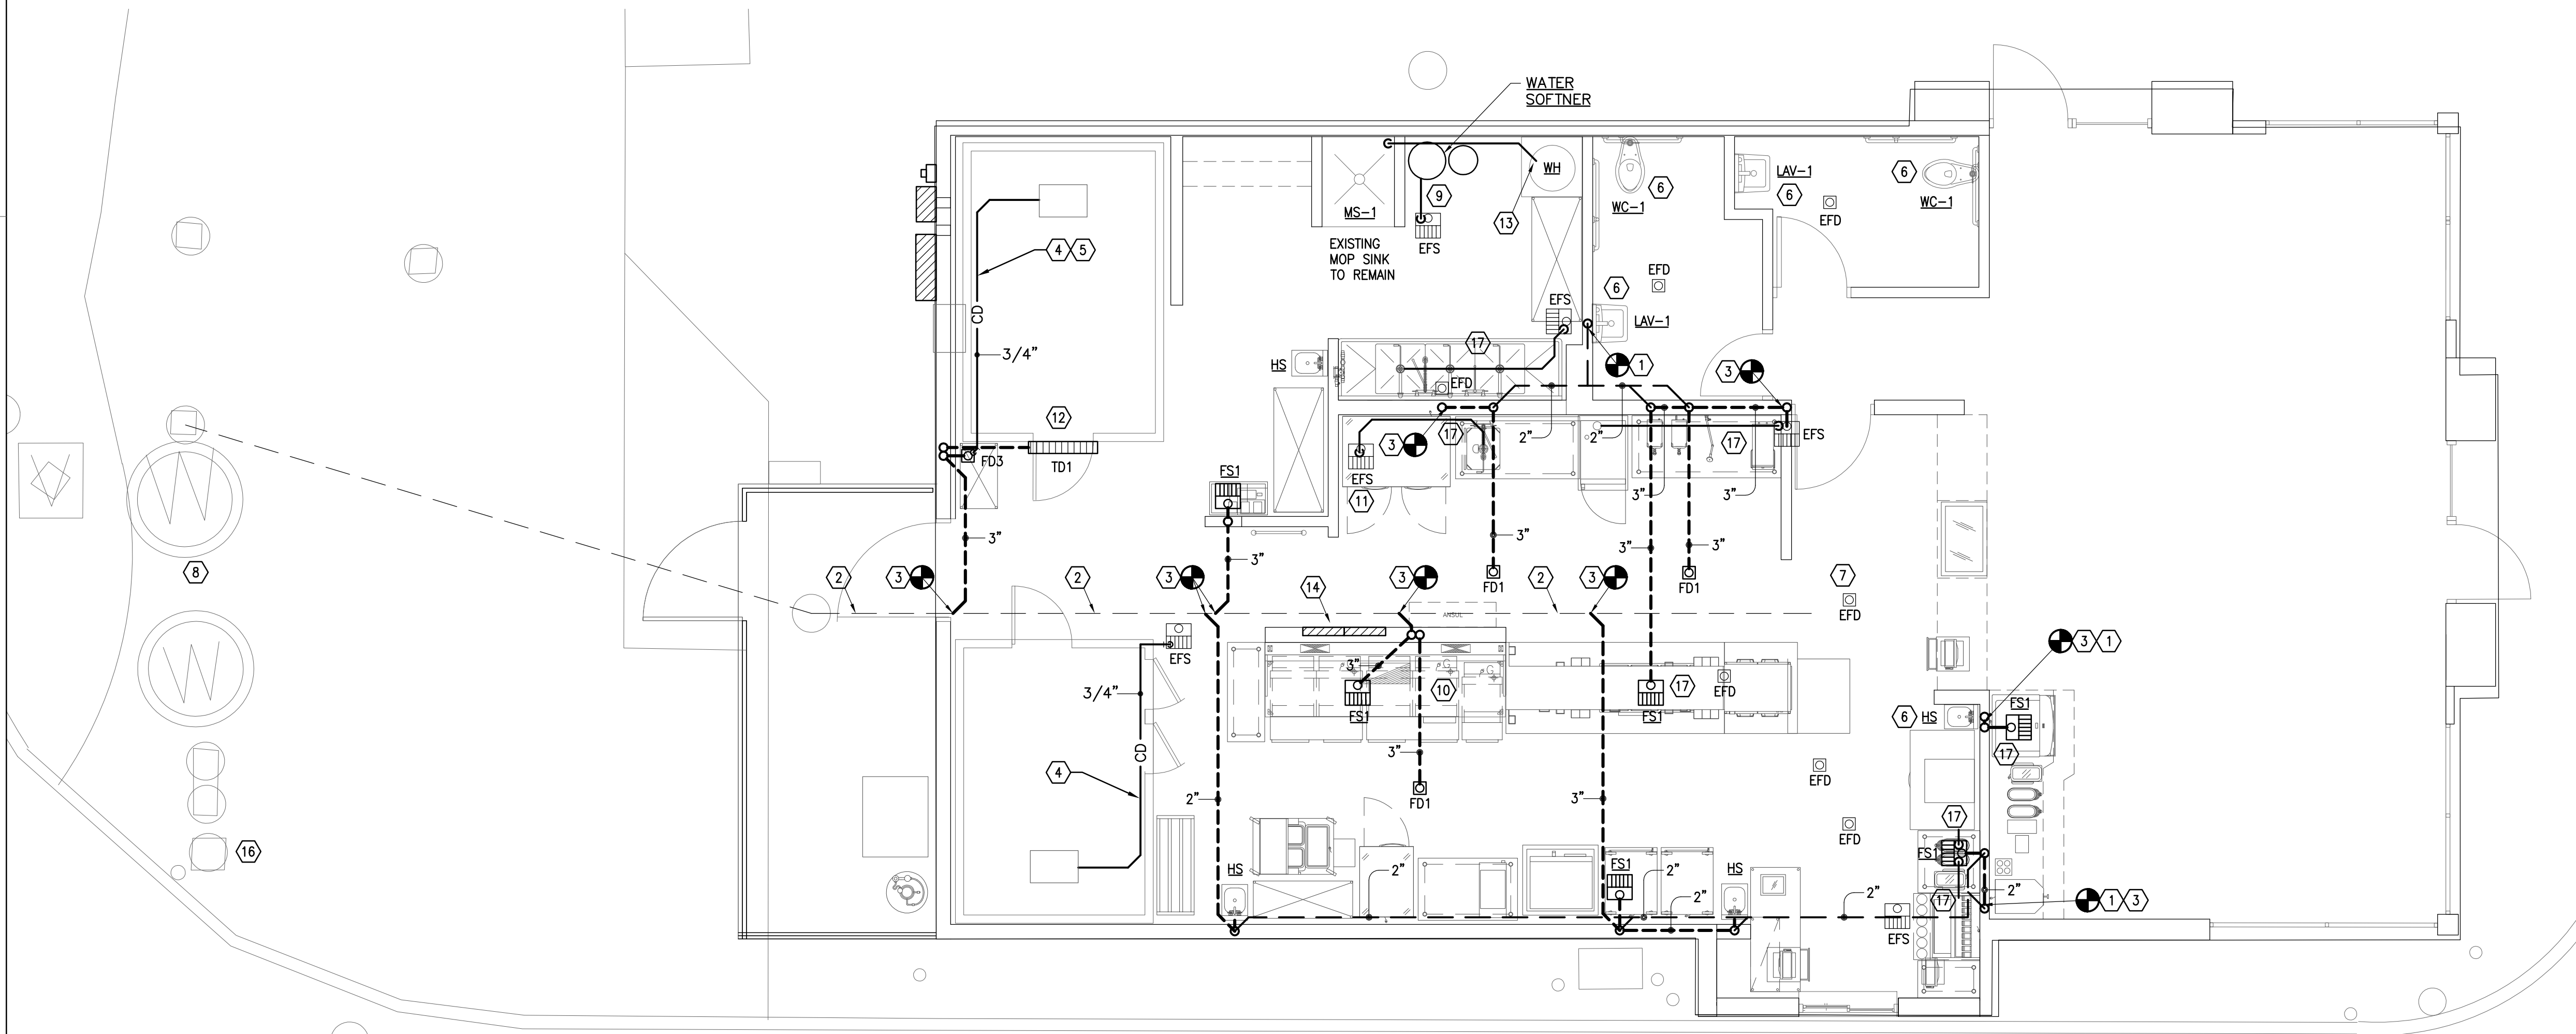 WATER
SOFTNER
WH
MS-1
9
13
EFS
EXISTING
MOP SINK
TO REMAIN
6
WC-1
LAV-1
6
6
WC-1
EFD
4
5
EFD
6
EFS
LAV-1
CD
3/4"
17
HS
EFD
1
3
12
FD3
TD1
3
17
2"
2"
17
EFS
FS1
EFS
11
3"
3"
3"
3"
3"
3"
3"
8
2
3
2
3
3
2
3
FD1
FD1
7
EFD
14
ANSUL
EFS
3"
G
G
10
FS1
17
FS1
EFD
3
1
6
HS
FS1
17
3/4"
CD
3"
4
2"
FD1
3"
EFD
EFD
17
16
FS1
HS
2"
FS1
2"
HS
2"
2"
17
2"
1
3
EFS